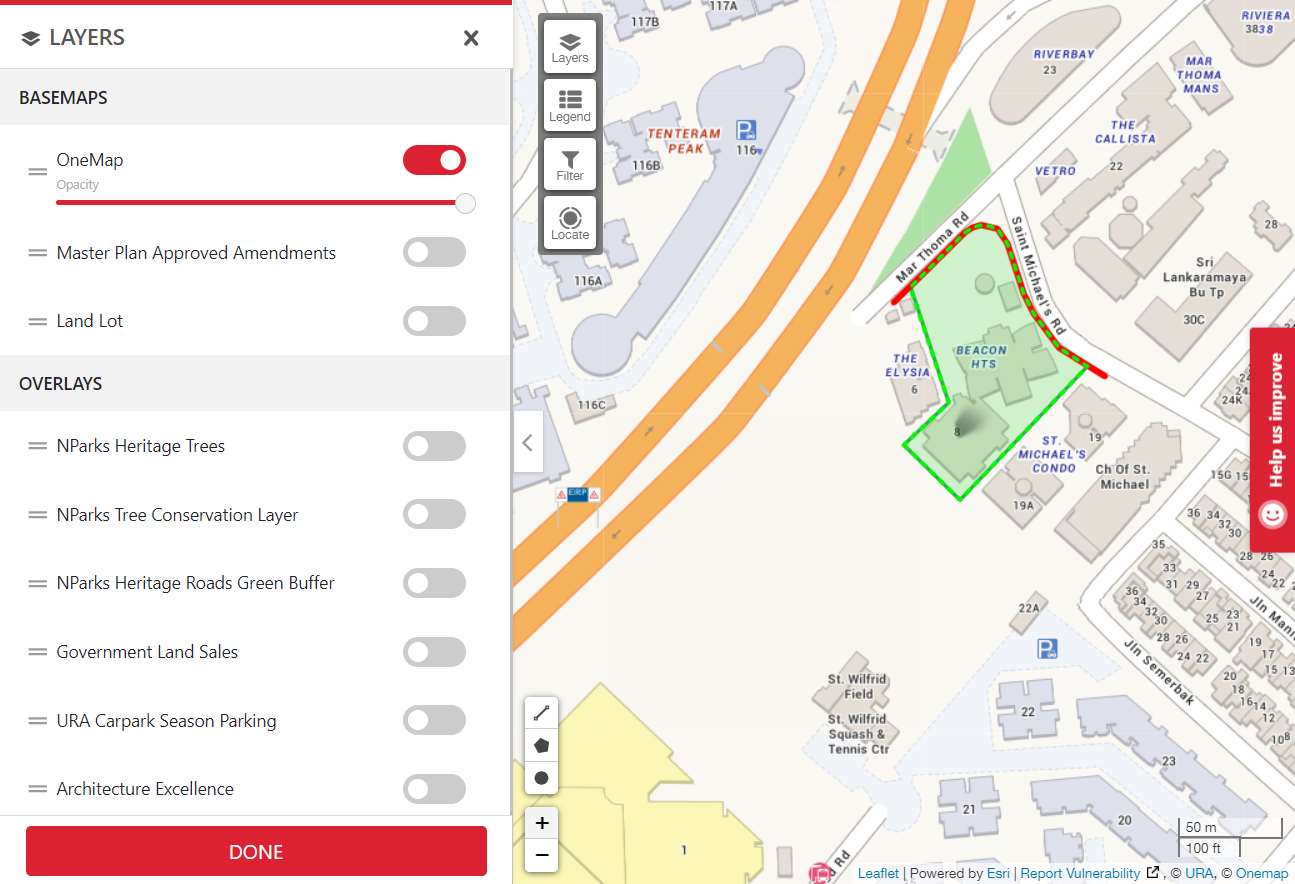 LAYERS
BASEMAPS
OneMap
Opacity
Master Plan Approved Amendments
Land Lot
OVERLAYS
NParks Heritage Trees
NParks Tree Conservation Layer
NParks Heritage Roads Green Buffer
Government Land Sales
URA Carpark Season Parking
Architecture Excellence
DONE
Layers
Legend
Filter
Locate
117B
117A
TENTERAM
PEAK
P
116
116B
116A
116C
ERP
RIVERBAY
23
RIVIERA
38
38
MAR
THOMA
MANS
THE
CALLISTA
22
VETRO
28
Mar Thoma Rd
Saint Michael's Rd
Sri
Lankaramaya
Bu Tp
30C
THE
ELYSIA
6
BEACON
HTS
8
24
24
24K
ST.
MICHAEL'S
CONDO
19
19A
Ch Of St.
Michael
15G
15
36
34
32
30
28
26
24
22
35
33
31
29
27
25
23
21
19
17
15
13
36
34
32
30
28
26
24
22
20
18
16
14
12
10
8
Jln Semerbak
22A
P
St. Wilfrid
Field
St. Wilfrid
Squash &
Tennis Ctr
22
23
21
20
1
Help us improve
+
−
50 m
100 ft
Leaflet | Powered by Esri | Report Vulnerability , © URA, © Onemap